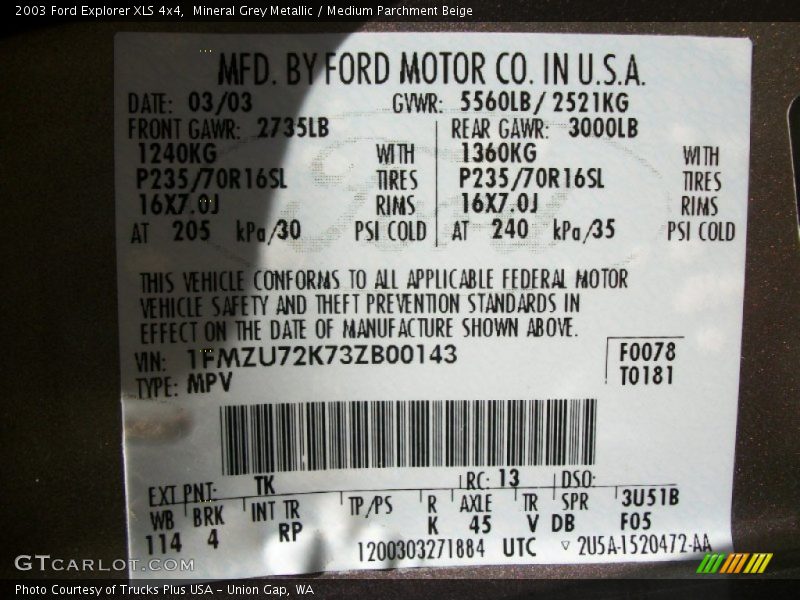 2003 Ford Explorer XLS 4x4,  Mineral Grey Metallic / Medium Parchment Beige
MFD. BY FORD MOTOR CO. IN U.S.A.
DATE: 03/03 GVWR: 5560LB/ 2521KG
FRONT GAWR: 2735LB REAR GAWR: 3000LB
1240KG WITH 1360KG WITH
P235/70R16SL TIRES P235/70R16SL TIRES
16X7.0J RIMS 16X7.0J RIMS
AT 205 kPa/30 PSI COLD AT 240 kPa/35 PSI COLD
THIS VEHICLE CONFORMS TO ALL APPLICABLE FEDERAL MOTOR
VEHICLE SAFETY AND THEFT PREVENTION STANDARDS IN
EFFECT ON THE DATE OF MANUFACTURE SHOWN ABOVE.
VIN: 1FMZU72K73ZB00143 F0078
TYPE: MPV T0181
EXT PNT: TK RC: 13 DSO:
WB BRK INT TR TP/PS R AXLE TR SPR 3U51B
114 4 RP K 45 V DB F05
1200303271884 UTC ▽ 2U5A-1520472-AA
GTCARLOT.COM
Photo Courtesy of Trucks Plus USA - Union Gap, WA